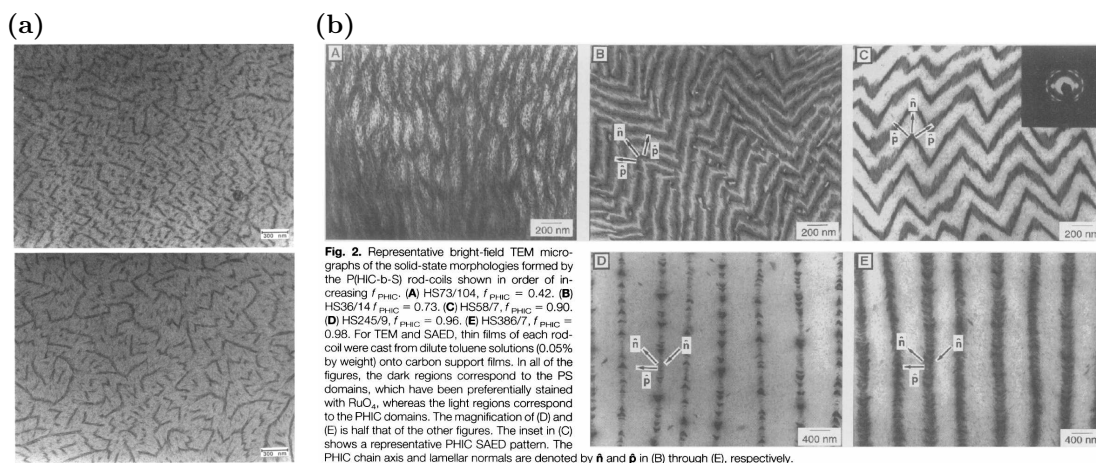 (a)
(b)
300 nm
300 nm
A
200 nm
B
n̂
p̂
p̂
200 nm
C
n̂
p̂
p̂
200 nm
Fig. 2. Representative bright-field TEM micro-
graphs of the solid-state morphologies formed by
the P(HIC-b-S) rod-coils shown in order of in-
creasing f PHIC. (A) HS73/104, f PHIC = 0.42. (B)
HS36/14 f PHIC = 0.73. (C) HS58/7, f PHIC = 0.90.
(D) HS245/9, f PHIC = 0.96. (E) HS386/7, f PHIC =
0.98. For TEM and SAED, thin films of each rod-
coil were cast from dilute toluene solutions (0.05%
by weight) onto carbon support films. In all of the
figures, the dark regions correspond to the PS
domains, which have been preferentially stained
with RuO4, whereas the light regions correspond
to the PHIC domains. The magnification of (D) and
(E) is half that of the other figures. The inset in (C)
shows a representative PHIC SAED pattern. The
PHIC chain axis and lamellar normals are denoted by n̂ and p̂ in (B) through (E), respectively.
D
n̂
n̂
p̂
400 nm
E
n̂
n̂
p̂
400 nm